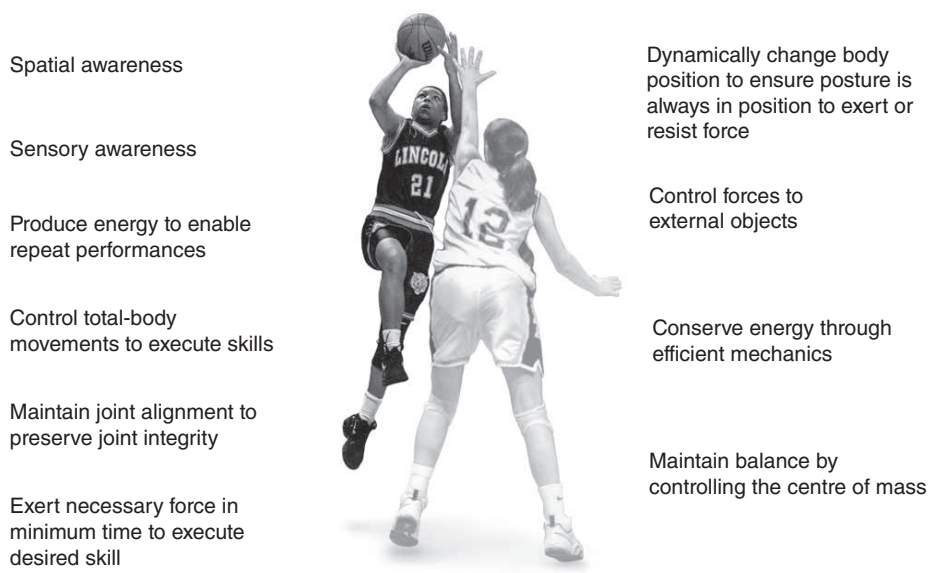 Spatial awareness
Sensory awareness
Produce energy to enable
repeat performances
Control total-body
movements to execute skills
Maintain joint alignment to
preserve joint integrity
Exert necessary force in
minimum time to execute
desired skill
LINCOL
21
12
Dynamically change body
position to ensure posture is
always in position to exert or
resist force
Control forces to
external objects
Conserve energy through
efficient mechanics
Maintain balance by
controlling the centre of mass